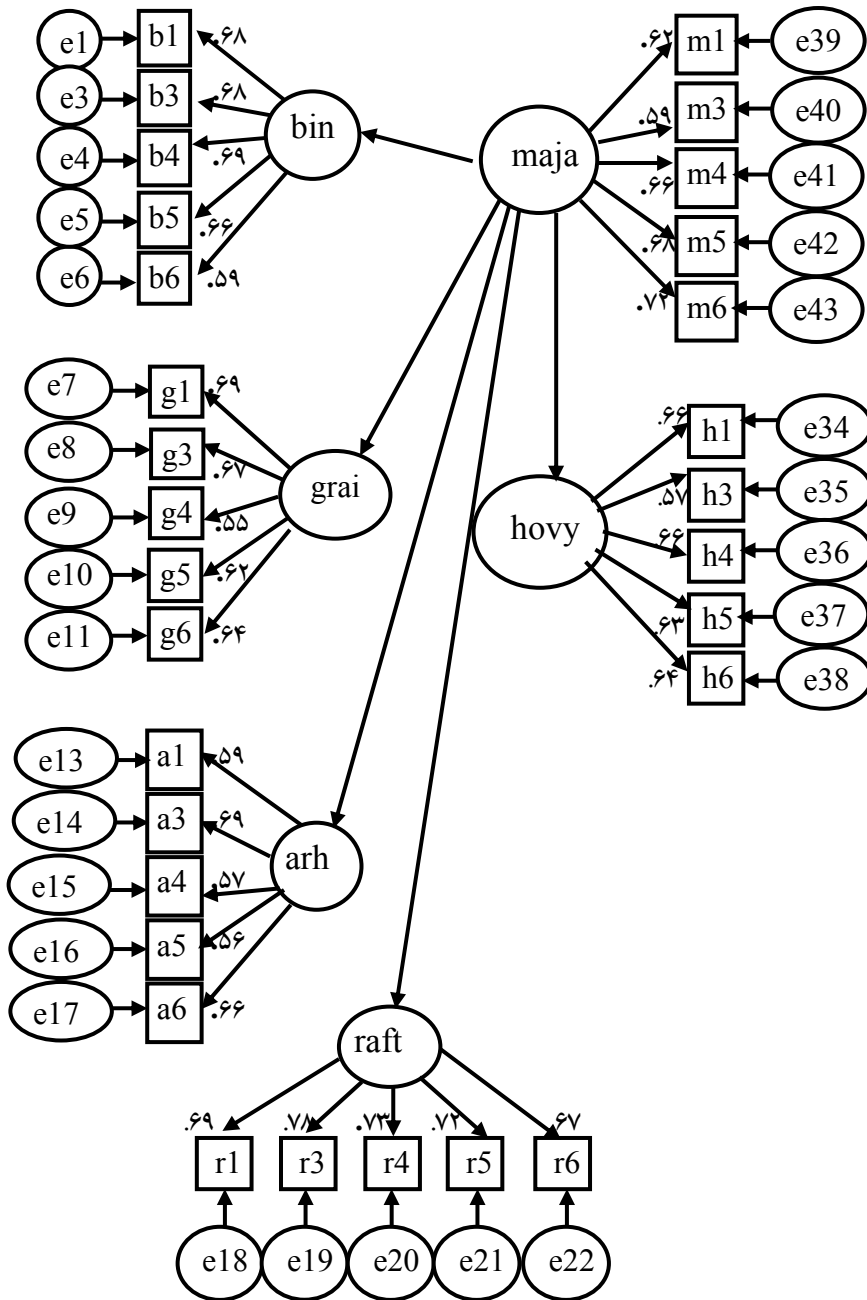 e1 b1 .۶۸
e3 b3 .۶۸
e4 b4 .۶۹
e5 b5 .۶۶
e6 b6 .۵۹
bin
maja
.۶۲ m1 e39
.۵۹ m3 e40
.۶۶ m4 e41
.۶۸ m5 e42
.۷۲ m6 e43
e7 g1 .۶۹
e8 g3 .۶۷
e9 g4 .۵۵
e10 g5 .۶۲
e11 g6 .۶۴
grai
hovy
.۶۶ h1 e34
.۵۷ h3 e35
.۶۶ h4 e36
.۶۳ h5 e37
.۶۴ h6 e38
e13 a1 .۵۹
e14 a3 .۶۹
e15 a4 .۵۷
e16 a5 .۵۶
e17 a6 .۶۶
arh
raft
.۶۹ .۷۸ .۷۳ .۷۲ .۶۷
r1 r3 r4 r5 r6
e18 e19 e20 e21 e22